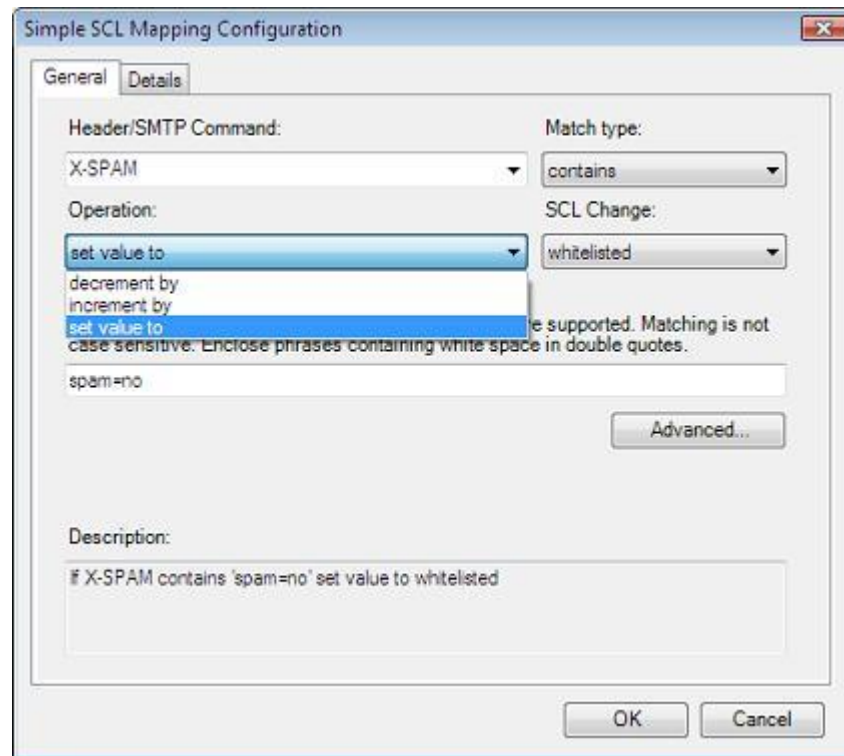 Simple SCL Mapping Configuration
General Details
Header/SMTP Command: Match type:
X-SPAM contains
Operation: SCL Change:
set value to whitelisted
decrement by
increment by
set value to
e supported. Matching is not
case sensitive. Enclose phrases containing white space in double quotes.
spam=no
Advanced...
Description:
If X-SPAM contains 'spam=no' set value to whitelisted
OK Cancel